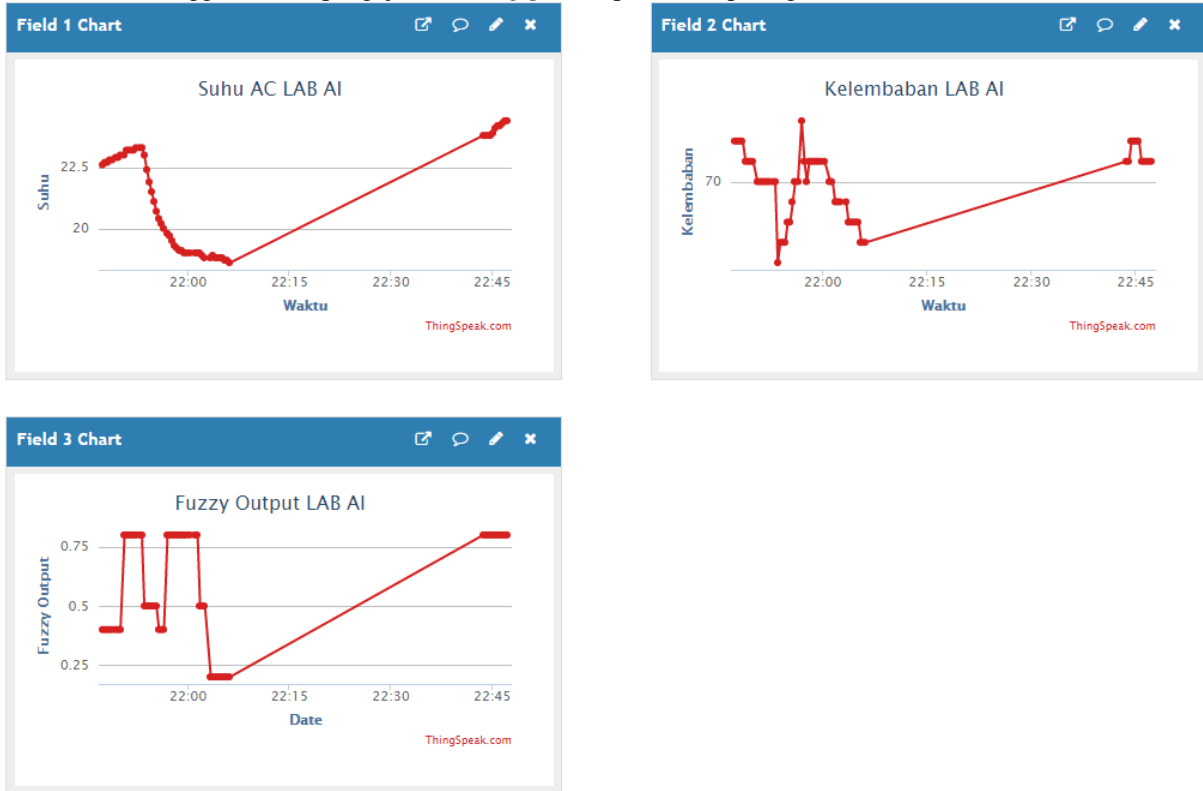 Field 1 Chart
Suhu AC LAB AI
Suhu
22.5
20
22:00 22:15 22:30 22:45
Waktu
ThingSpeak.com
Field 2 Chart
Kelembaban LAB AI
Kelembaban
70
22:00 22:15 22:30 22:45
Waktu
ThingSpeak.com
Field 3 Chart
Fuzzy Output LAB AI
Fuzzy Output
0.75
0.5
0.25
22:00 22:15 22:30 22:45
Date
ThingSpeak.com